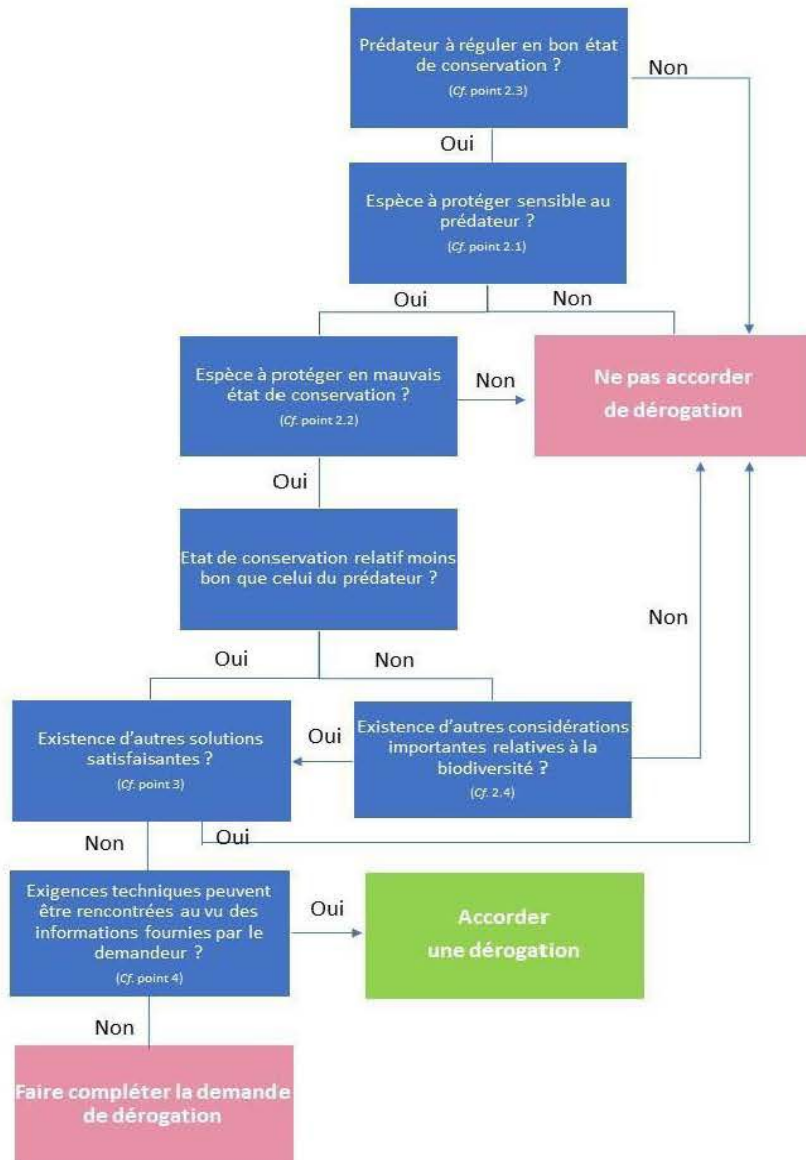 Prédateur à réguler en bon état
de conservation ?
(Cf. point 2.3)
Non
Oui
Espèce à protéger sensible au
prédateur ?
(Cf. point 2.1)
Oui
Non
Espèce à protéger en mauvais
état de conservation ?
(Cf. point 2.2)
Non
Ne pas accorder
de dérogation
Oui
Etat de conservation relatif moins
bon que celui du prédateur ?
Non
Oui
Non
Existence d'autres solutions
satisfaisantes ?
(Cf. point 3)
Oui
Existence d'autres considérations
importantes relatives à la
biodiversité ?
(Cf. 2.4)
Non
Oui
Exigences techniques peuvent
être rencontrées au vu des
informations fournies par le
demandeur ?
(Cf. point 4)
Oui
Accorder
une dérogation
Non
Faire compléter la demande
de dérogation